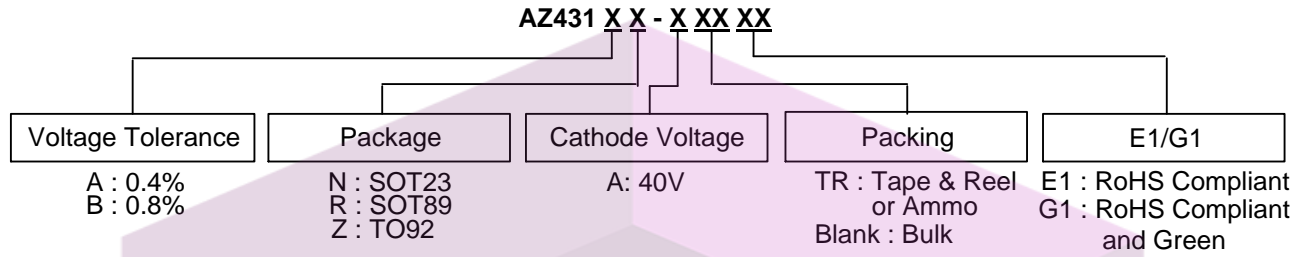 AZ431 X X - X XX XX
Voltage Tolerance
A : 0.4%
B : 0.8%
Package
N : SOT23
R : SOT89
Z : TO92
Cathode Voltage
A: 40V
Packing
TR : Tape & Reel
or Ammo
Blank : Bulk
E1/G1
E1 : RoHS Compliant
G1 : RoHS Compliant
and Green